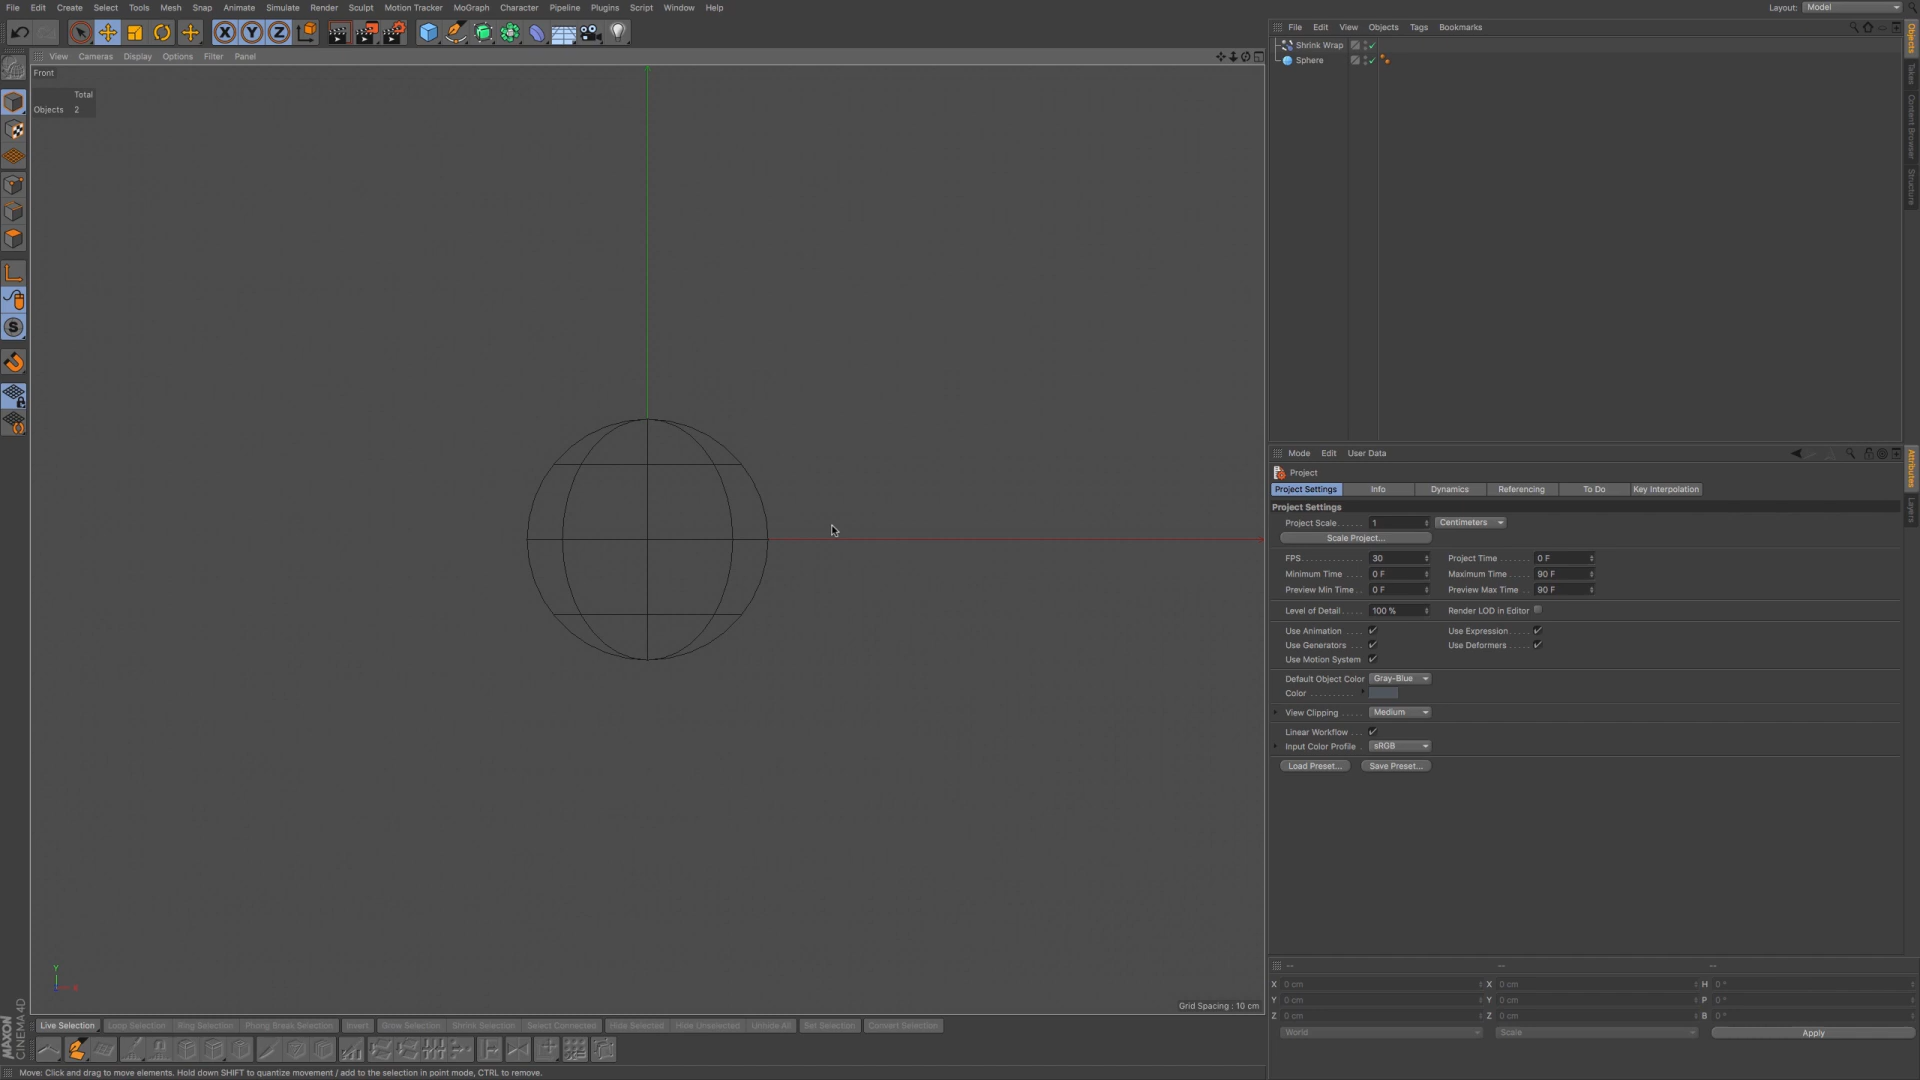 File Edit Create Select Tools Mesh Snap Animate Simulate Render Sculpt Motion Tracker MoGraph Character Pipeline Plugins Script Window Help
Layout: Model
File Edit View Objects Tags Bookmarks
Shrink Wrap
Sphere
Objects
Takes
Content Browser
Structure
View Cameras Display Options Filter Panel
Front
Total
Objects 2
Mode Edit User Data
Project
Project Settings Info Dynamics Referencing To Do Key Interpolation
Project Settings
Project Scale 1 Centimeters
Scale Project...
FPS 30 Project Time 0 F
Minimum Time 0 F Maximum Time 90 F
Preview Min Time 0 F Preview Max Time 90 F
Level of Detail 100 % Render LOD in Editor
Use Animation Use Expression
Use Generators Use Deformers
Use Motion System
Default Object Color Gray-Blue
Color
View Clipping Medium
Linear Workflow
Input Color Profile sRGB
Load Preset... Save Preset...
Attributes
Layers
Y
X
Grid Spacing : 10 cm
-- -- --
X 0 cm X 0 cm H 0 °
Y 0 cm Y 0 cm P 0 °
Z 0 cm Z 0 cm B 0 °
World Scale Apply
Live Selection Loop Selection Ring Selection Phong Break Selection Invert Grow Selection Shrink Selection Select Connected Hide Selected Hide Unselected Unhide All Set Selection Convert Selection
MAXON
CINEMA 4D
Move: Click and drag to move elements. Hold down SHIFT to quantize movement / add to the selection in point mode, CTRL to remove.